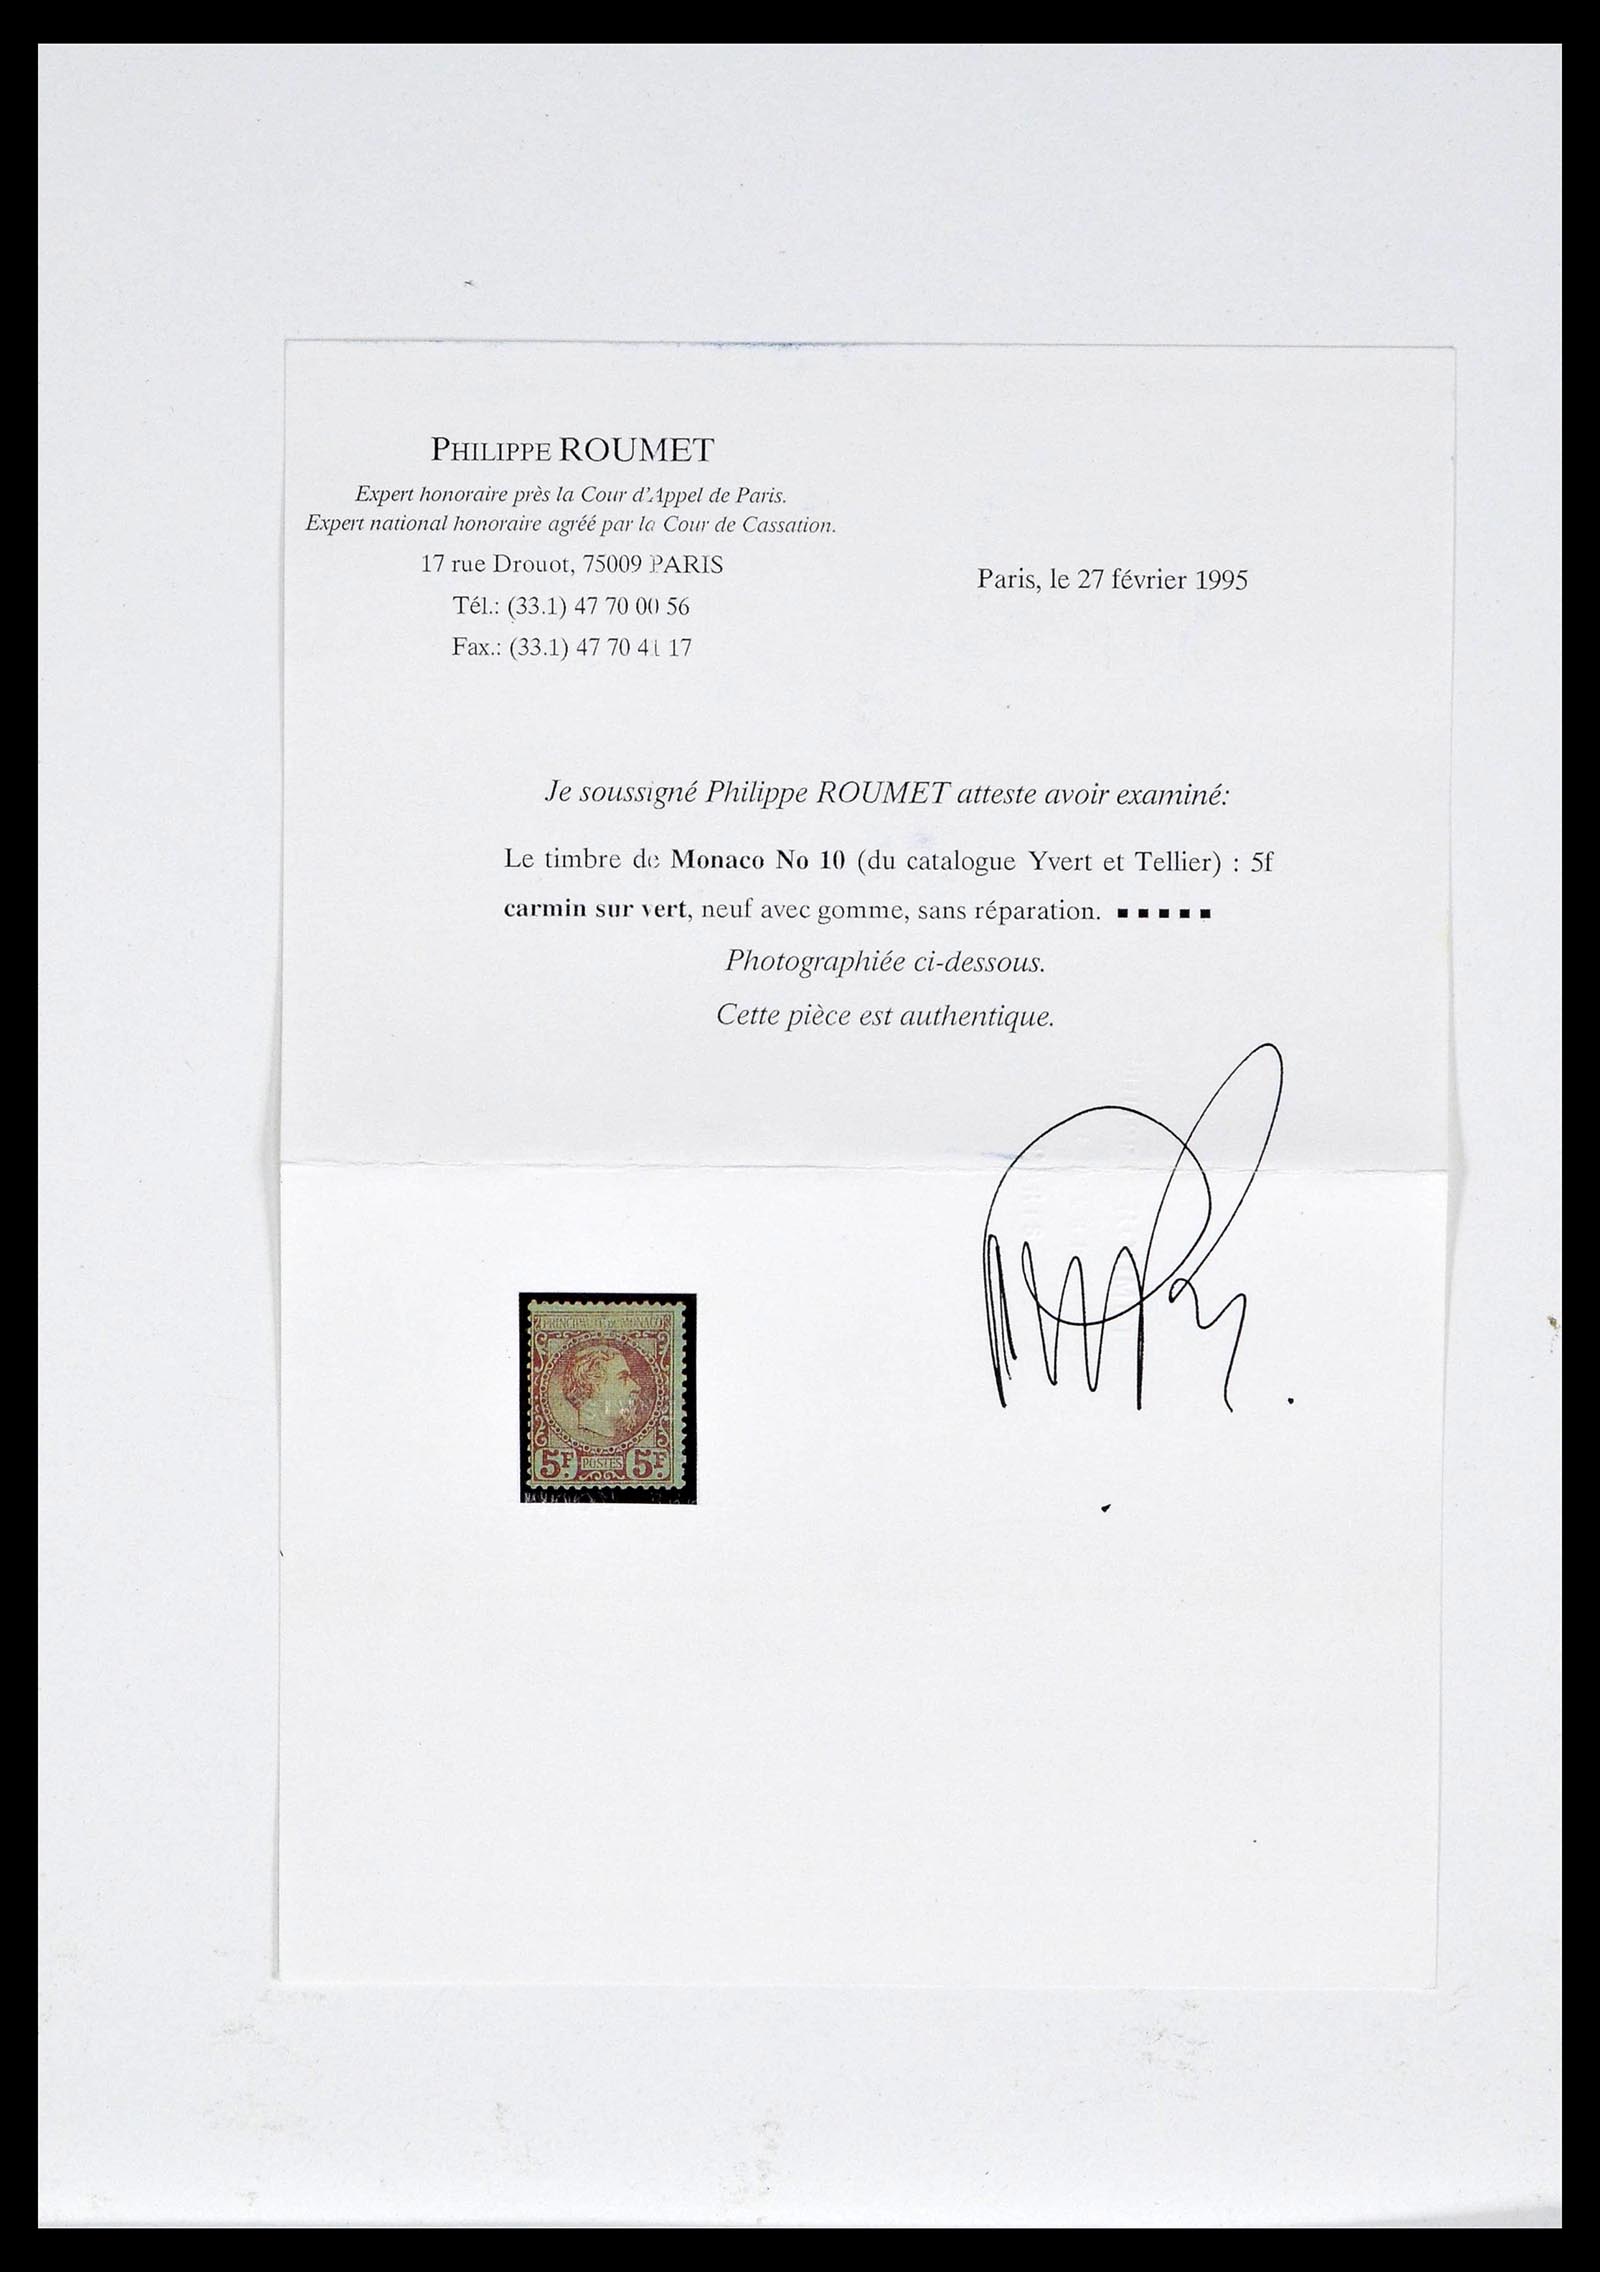 PHILIPPE ROUMET
Expert honoraire près la Cour d'Appel de Paris.
Expert national honoraire agréé par la Cour de Cassation.
17 rue Drouot, 75009 PARIS
Tél.: (33.1) 47 70 00 56
Fax.: (33.1) 47 70 41 17
Paris, le 27 février 1995
Je soussigné Philippe ROUMET atteste avoir examiné:
Le timbre de Monaco No 10 (du catalogue Yvert et Tellier) : 5f
carmin sur vert, neuf avec gomme, sans réparation.
Photographiée ci-dessous.
Cette pièce est authentique.
PRINCIPAUTÉ DE MONACO
5F POSTES 5F